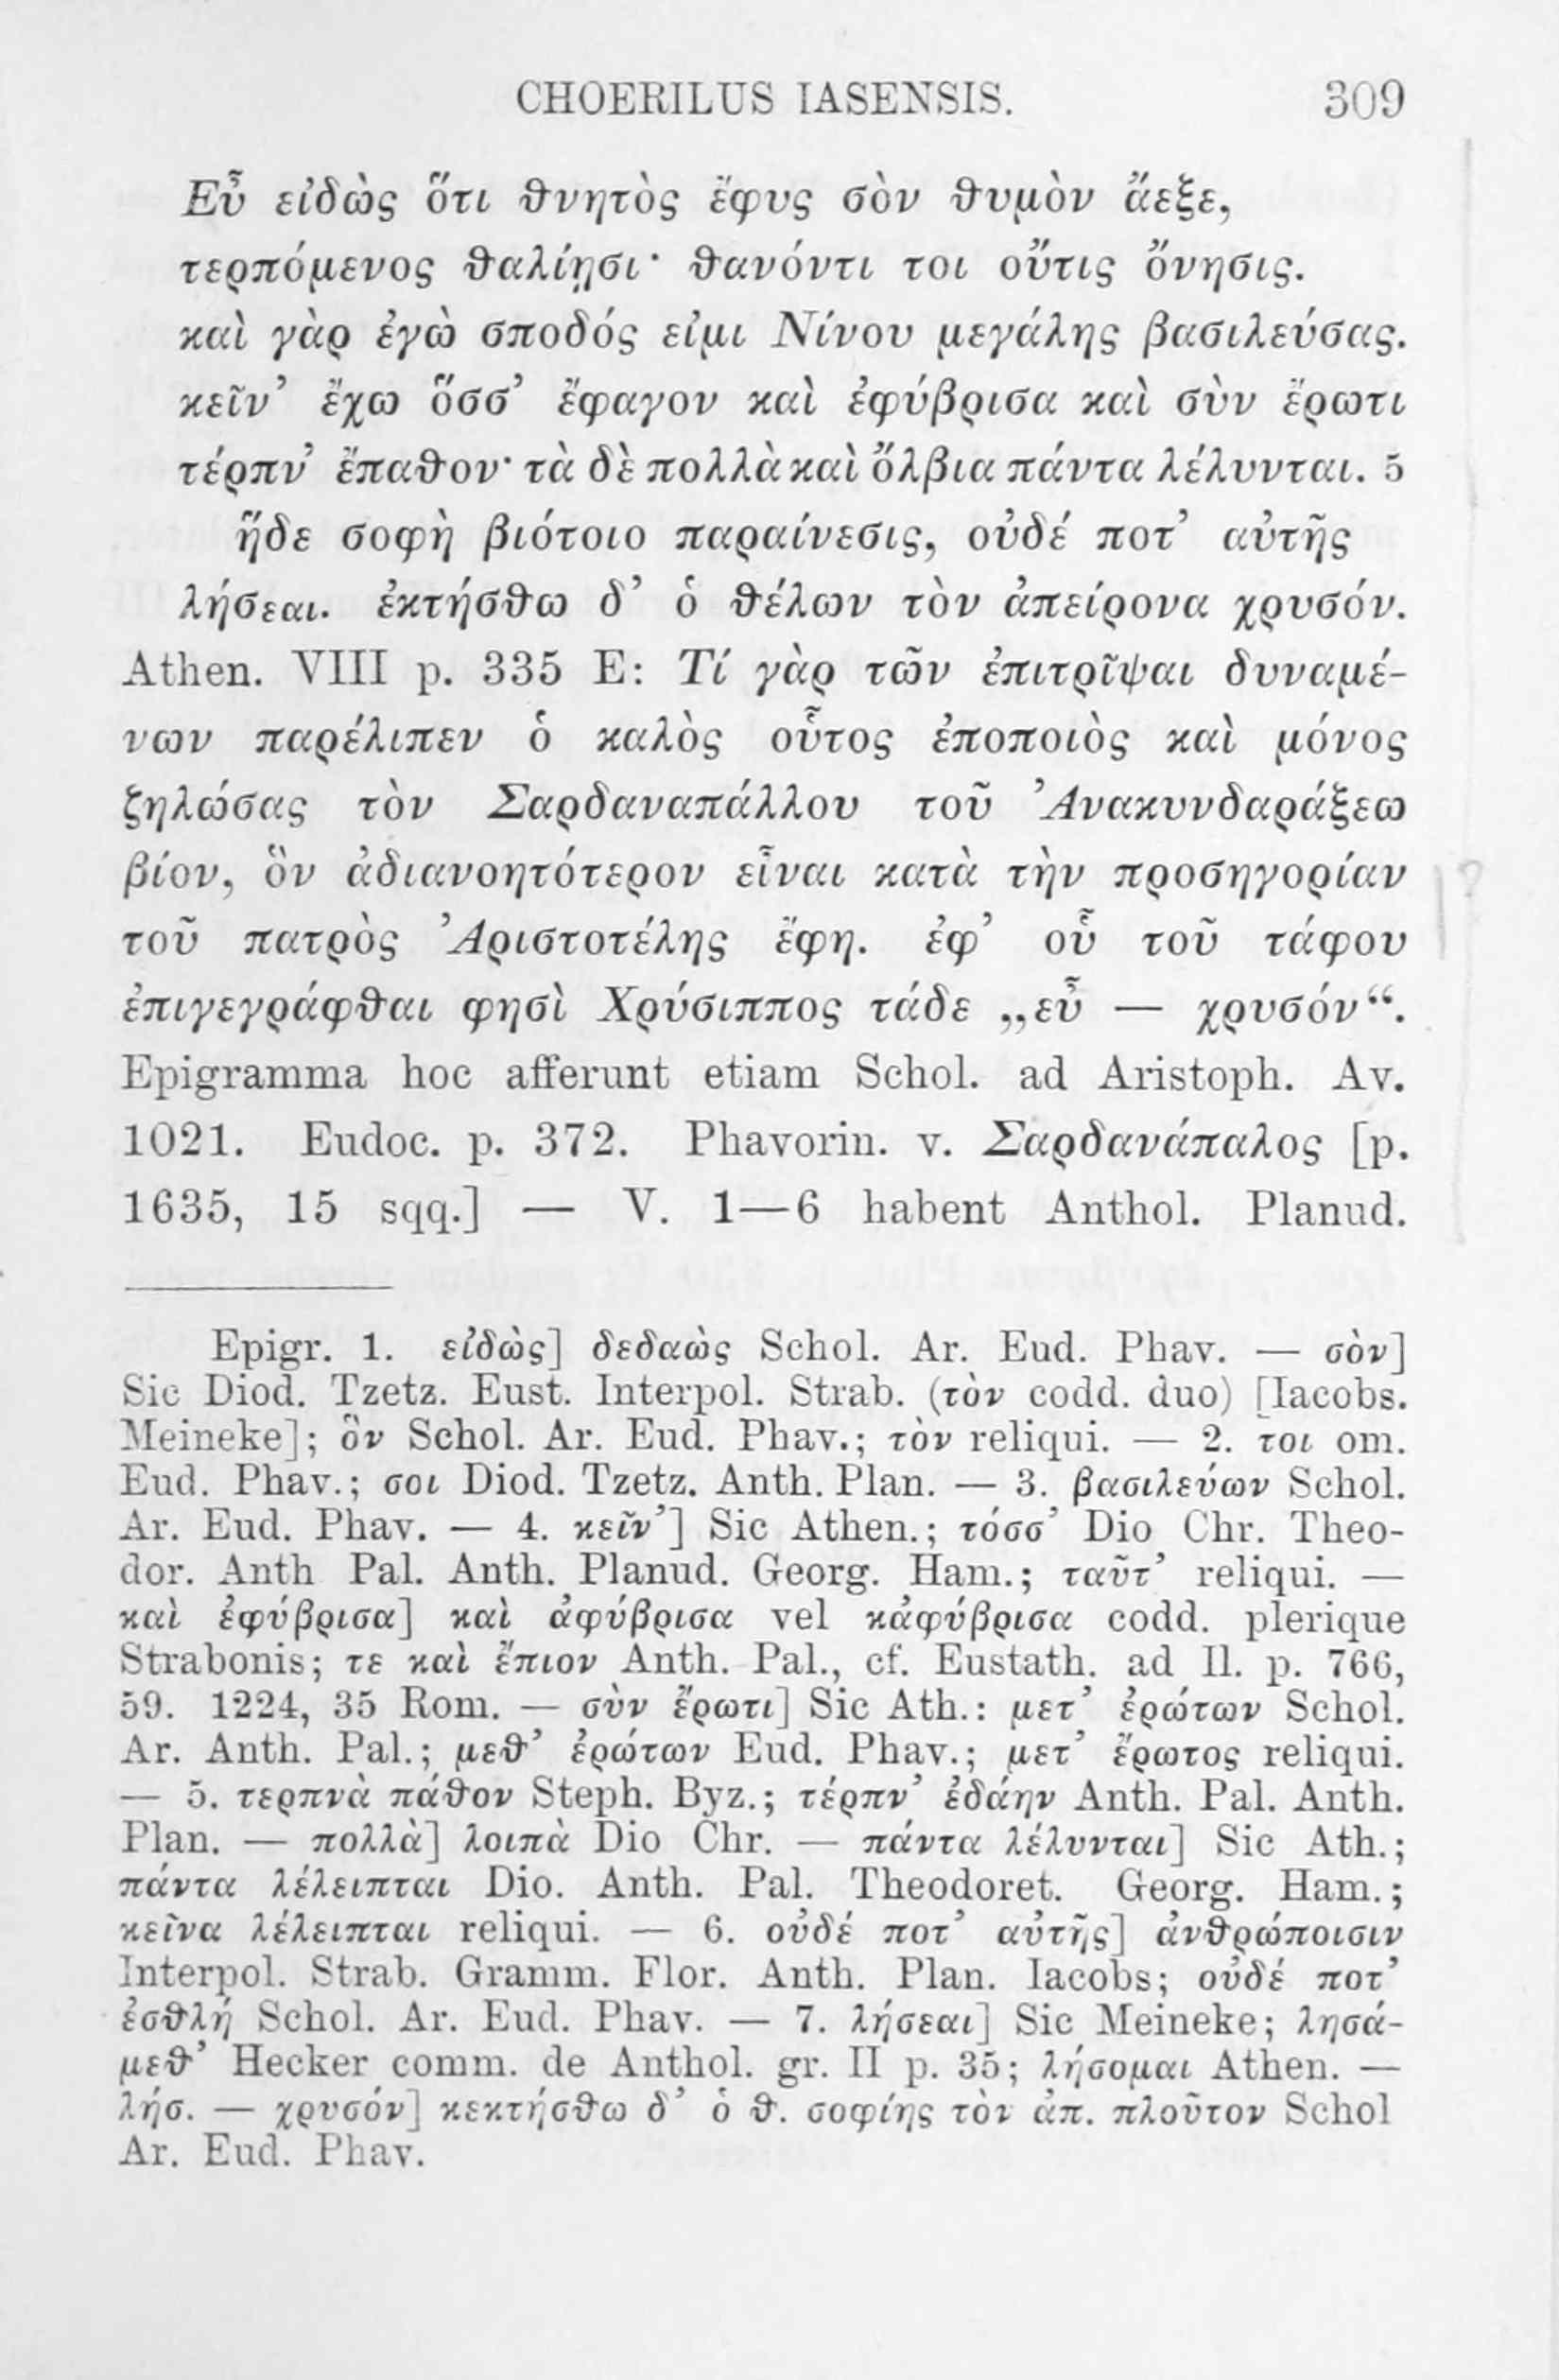 CHOERILUS IASENSIS. 309
Εὖ εἰδὼς ὅτι θνητὸς ἔφυς σὸν θυμὸν ἄεξε,
τερπόμενος θαλίῃσι· θανόντι τοι οὔτις ὄνησις.
καὶ γὰρ ἐγὼ σποδός εἰμι Νίνου μεγάλης βασιλεύσας.
κεῖν’ ἔχω ὅσσ’ ἔφαγον καὶ ἐφύβρισα καὶ σὺν ἔρωτι
τέρπν’ ἔπαθον· τὰ δὲ πολλὰ καὶ ὄλβια πάντα λέλυνται. 5
ἥδε σοφὴ βιότοιο παραίνεσις, οὐδέ ποτ’ αὐτῆς
λήσεαι. ἐκτήσθω δ’ ὁ θέλων τὸν ἀπείρονα χρυσόν.
Athen. VIII p. 335 E: Τί γὰρ τῶν ἐπιτρῖψαι δυναμέ-
νων παρέλιπεν ὁ καλὸς οὗτος ἐποποιὸς καὶ μόνος
ζηλώσας τὸν Σαρδαναπάλλου τοῦ Ἀνακυνδαράξεω
βίον, ὃν ἀδιανοητότερον εἶναι κατὰ τὴν προσηγορίαν
τοῦ πατρὸς Ἀριστοτέλης ἔφη. ἐφ’ οὗ τοῦ τάφου
ἐπιγεγράφθαι φησὶ Χρύσιππος τάδε „εὖ — χρυσόν“.
Epigramma hoc afferunt etiam Schol. ad Aristoph. Av.
1021. Eudoc. p. 372. Phavorin. v. Σαρδανάπαλος [p.
1635, 15 sqq.] — V. 1—6 habent Anthol. Planud.
Epigr. 1. εἰδὼς] δεδαὼς Schol. Ar. Eud. Phav. — σὸν]
Sic Diod. Tzetz. Eust. Interpol. Strab. (τὸν codd. duo) [Iacobs.
Meineke]; ὃν Schol. Ar. Eud. Phav.; τὸν reliqui. — 2. τοι om.
Eud. Phav.; σοι Diod. Tzetz. Anth. Plan. — 3. βασιλεύων Schol.
Ar. Eud. Phav. — 4. κεῖν’] Sic Athen.; τόσσ’ Dio Chr. Theo-
dor. Anth Pal. Anth. Planud. Georg. Ham.; ταῦτ’ reliqui. —
καὶ ἐφύβρισα] καὶ ἀφύβρισα vel κἀφύβρισα codd. plerique
Strabonis; τε καὶ ἔπιον Anth. Pal., cf. Eustath. ad Il. p. 766,
59. 1224, 35 Rom. — σὺν ἔρωτι] Sic Ath.: μετ’ ἐρώτων Schol.
Ar. Anth. Pal.; μεθ’ ἐρώτων Eud. Phav.; μετ’ ἔρωτος reliqui.
— 5. τερπνὰ πάθον Steph. Byz.; τέρπν’ ἐδάην Anth. Pal. Anth.
Plan. — πολλὰ] λοιπὰ Dio Chr. — πάντα λέλυνται] Sic Ath.;
πάντα λέλειπται Dio. Anth. Pal. Theodoret. Georg. Ham.;
κεῖνα λέλειπται reliqui. — 6. οὐδέ ποτ’ αὐτῆς] ἀνθρώποισιν
Interpol. Strab. Gramm. Flor. Anth. Plan. Iacobs; οὐδέ ποτ’
ἐσθλή Schol. Ar. Eud. Phav. — 7. λήσεαι] Sic Meineke; λησά-
μεθ’ Hecker comm. de Anthol. gr. II p. 35; λήσομαι Athen. —
λήσ. — χρυσόν] κεκτήσθω δ’ ὁ θ. σοφίης τὸν ἀπ. πλοῦτον Schol
Ar. Eud. Phav.